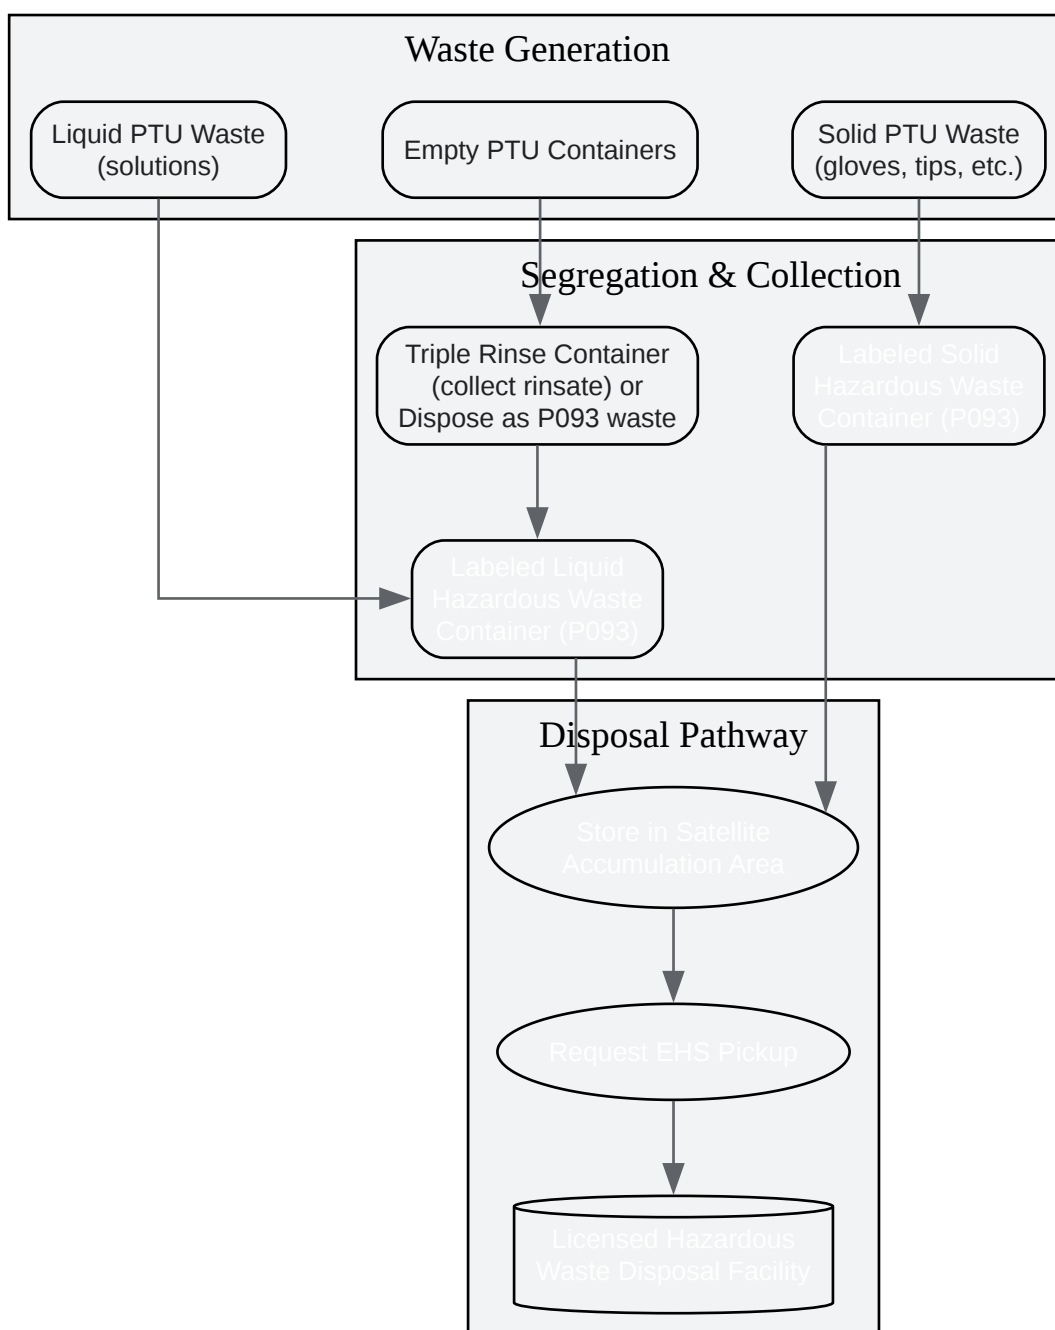 Waste Generation
Liquid PTU Waste
(solutions)
Empty PTU Containers
Solid PTU Waste
(gloves, tips, etc.)
Segregation & Collection
Triple Rinse Container
(collect rinsate) or
Dispose as P093 waste
Labeled Solid
Hazardous Waste
Container (P093)
Labeled Liquid
Hazardous Waste
Container (P093)
Disposal Pathway
Store in Satellite
Accumulation Area
Request EHS Pickup
Licensed Hazardous
Waste Disposal Facility